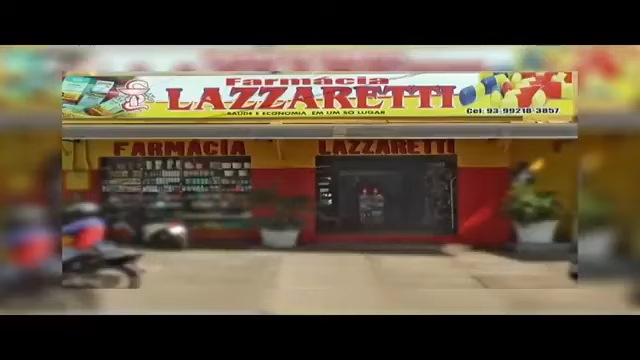 Farmácia
LAZZARETTI
SAÚDE E ECONOMIA EM UM SÓ LUGAR
Cel: 93-99218-3857
FARMÁCIA LAZZARETTI